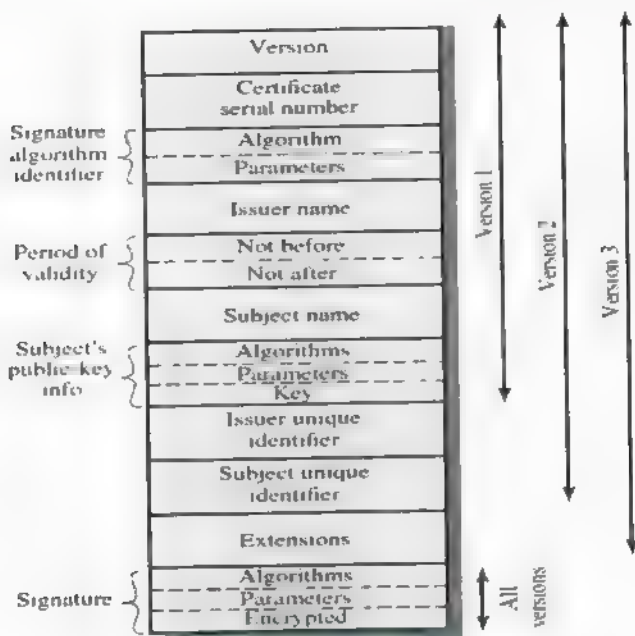 Version
Certificate
serial number
Signature
algorithm
identifier
Algorithm
Parameters
Issuer name
Period of
validity
Not before
Not after
Subject name
Subject's
public key
info
Algorithms
Parameters
Key
Issuer unique
identifier
Subject unique
identifier
Extensions
Signature
Algorithms
Parameters
Encrypted
Version 1
Version 2
Version 3
All
versions